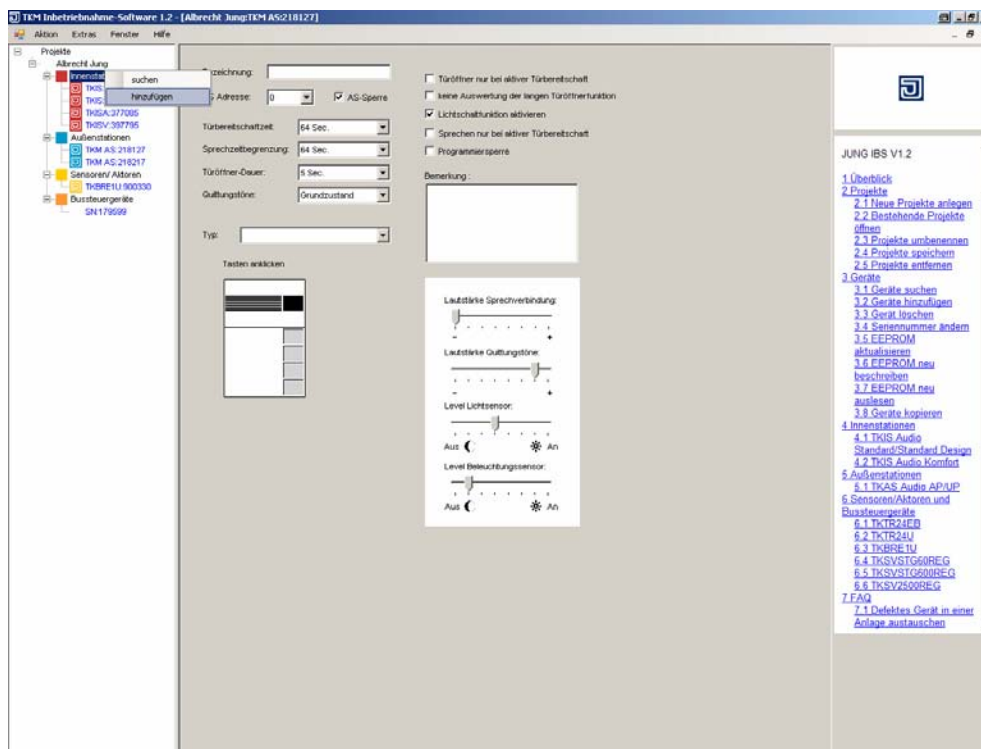 TKM Inbetriebnahme-Software 1.2 - [Albrecht Jung:TKM AS:218127]
Aktion Extras Fenster Hilfe
Projekte
Albrecht Jung
suchen
hinzufügen
TKISA:377085
TKISV:397795
Außenstationen
TKM AS:218127
TKM AS:218217
Sensoren/ Aktoren
TKBRE1U:900330
Bussteuergeräte
SN:179599
AS Adresse: 0 AS-Sperre
Türbereitschaftzeit: 64 Sec.
Sprechzeitbegrenzung: 64 Sec.
Türöffner-Dauer: 5 Sec.
Quittungstöne: Grundzustand
Typ:
Tasten anklicken
Türöffner nur bei aktiver Türbereitschaft
keine Auswertung der langen Türöffnerfunktion
Lichtschaltfunktion aktivieren
Sprechen nur bei aktiver Türbereitschaft
Programmiersperre
Bemerkung :
Lautstärke Sprechverbindung:
- +
Lautstärke Quittungstöne:
- +
Level Lichtsensor:
Aus An
Level Beleuchtungssensor:
Aus An
JUNG IBS V1.2
1 Überblick
2 Projekte
2.1 Neue Projekte anlegen
2.2 Bestehende Projekte
öffnen
2.3 Projekte umbenennen
2.4 Projekte speichern
2.5 Projekte entfernen
3 Geräte
3.1 Geräte suchen
3.2 Geräte hinzufügen
3.3 Gerät löschen
3.4 Seriennummer ändern
3.5 EEPROM
aktualisieren
3.6 EEPROM neu
beschreiben
3.7 EEPROM neu
auslesen
3.8 Geräte kopieren
4 Innenstationen
4.1 TKIS Audio
Standard/Standard Design
4.2 TKIS Audio Komfort
5 Außenstationen
5.1 TKAS Audio AP/UP
6 Sensoren/Aktoren und
Bussteuergeräte
6.1 TKTR24EB
6.2 TKTR24U
6.3 TKBRE1U
6.4 TKSVSTG60REG
6.5 TKSVSTG600REG
6.6 TKSV2500REG
7 FAQ
7.1 Defektes Gerät in einer
Anlage austauschen